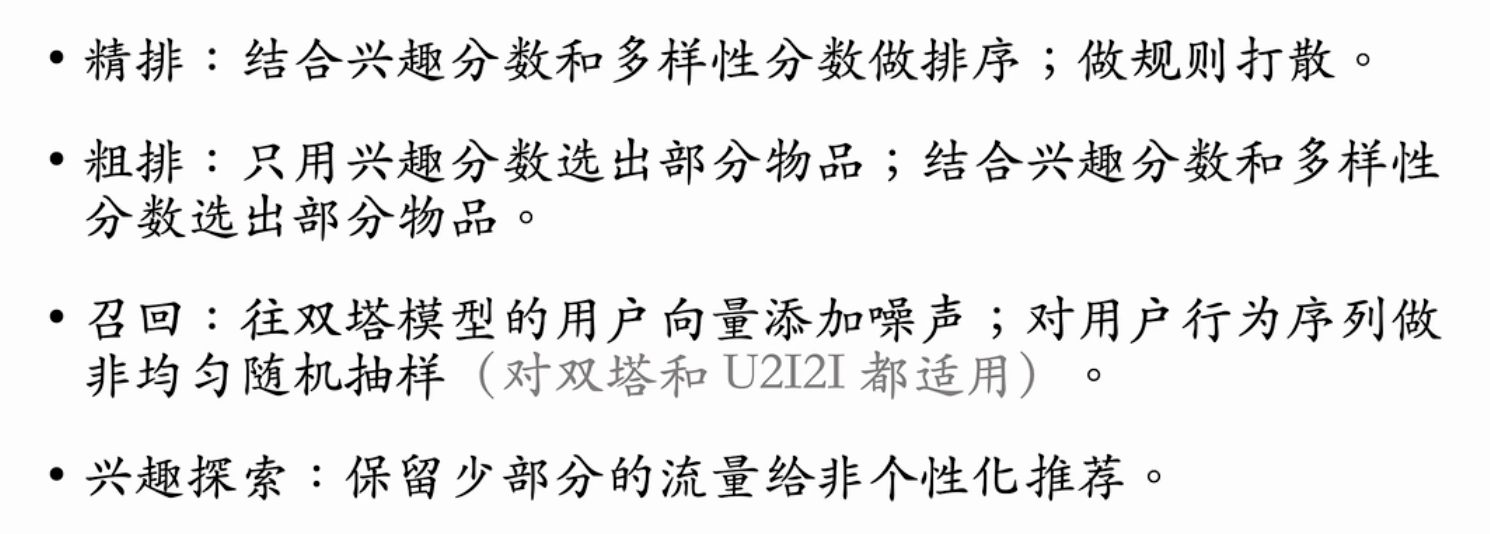 • 精排：结合兴趣分数和多样性分数做排序；做规则打散。
• 粗排：只用兴趣分数选出部分物品；结合兴趣分数和多样性
分数选出部分物品。
• 召回：往双塔模型的用户向量添加噪声；对用户行为序列做
非均匀随机抽样（对双塔和 U2I2I 都适用）。
• 兴趣探索：保留少部分的流量给非个性化推荐。